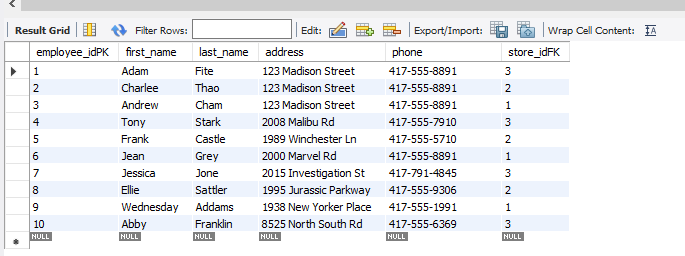 Result Grid Filter Rows: Edit: Export/Import: Wrap Cell Content:
employee_idPK first_name last_name address phone store_idFK
1 Adam Fite 123 Madison Street 417-555-8891 3
2 Charlee Thao 123 Madison Street 417-555-8891 2
3 Andrew Cham 123 Madison Street 417-555-8891 1
4 Tony Stark 2008 Malibu Rd 417-555-7910 3
5 Frank Castle 1989 Winchester Ln 417-555-5710 2
6 Jean Grey 2000 Marvel Rd 417-555-8891 1
7 Jessica Jone 2015 Investigation St 417-791-4845 3
8 Ellie Sattler 1995 Jurassic Parkway 417-555-9306 2
9 Wednesday Addams 1938 New Yorker Place 417-555-1991 1
10 Abby Franklin 8525 North South Rd 417-555-6369 3
NULL NULL NULL NULL NULL NULL